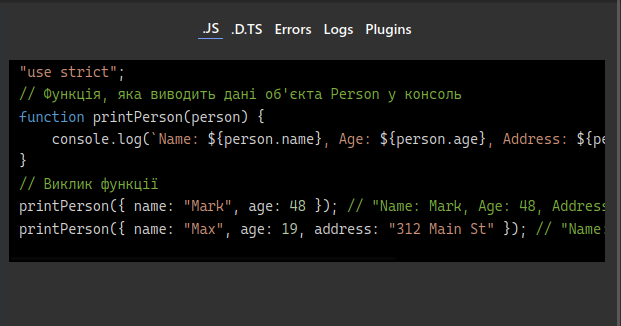 .JS .D.TS Errors Logs Plugins
"use strict";
// Функція, яка виводить дані об'єкта Person у консоль
function printPerson(person) {
    console.log(`Name: ${person.name}, Age: ${person.age}, Address: ${pe
}
// Виклик функції
printPerson({ name: "Mark", age: 48 }); // "Name: Mark, Age: 48, Address
printPerson({ name: "Max", age: 19, address: "312 Main St" }); // "Name: